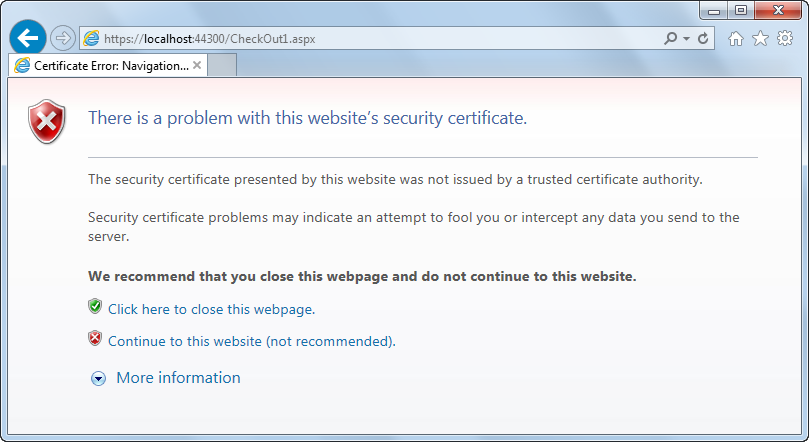 https://localhost:44300/CheckOut1.aspx
Certificate Error: Navigation...
There is a problem with this website's security certificate.
The security certificate presented by this website was not issued by a trusted certificate authority.
Security certificate problems may indicate an attempt to fool you or intercept any data you send to the
server.
We recommend that you close this webpage and do not continue to this website.
Click here to close this webpage.
Continue to this website (not recommended).
More information